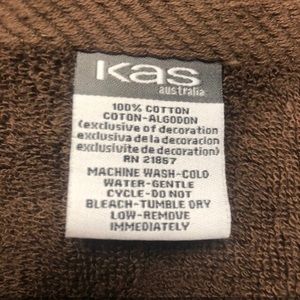 kas
australia
100% COTTON
COTON-ALGODON
(exclusive of decoration
exclusiva de la decoracion
exclusivite de decoration)
RN 21857
MACHINE WASH-COLD
WATER-GENTLE
CYCLE-DO NOT
BLEACH-TUMBLE DRY
LOW-REMOVE
IMMEDIATELY